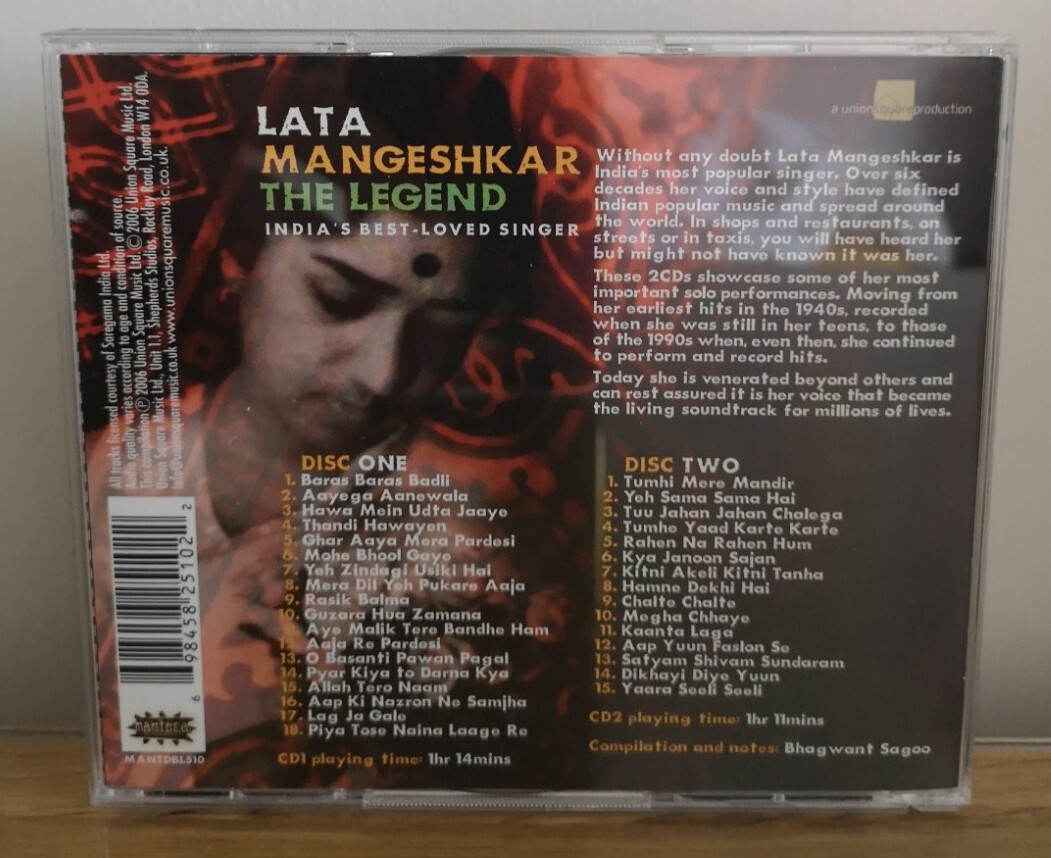 LATA
MANGESHKAR
THE LEGEND
INDIA'S BEST-LOVED SINGER
a unionsquareproduction
Without any doubt Lata Mangeshkar is
India's most popular singer. Over six
decades her voice and style have defined
Indian popular music and spread around
the world. In shops and restaurants, on
streets or in taxis, you will have heard her
but might not have known it was her.
These 2CDs showcase some of her most
important solo performances. Moving from
her earliest hits in the 1940s, recorded
when she was still in her teens, to those
of the 1990s when, even then, she continued
to perform and record hits.
Today she is venerated beyond others and
can rest assured it is her voice that became
the living soundtrack for millions of lives.
DISC ONE
1. Baras Baras Badli
2. Aayega Aanewala
3. Hawa Mein Udta Jaaye
4. Thandi Hawayen
5. Ghar Aaya Mera Pardesi
6. Mohe Bhool Gaye
7. Yeh Zindagi Usiki Hai
8. Mera Dil Yeh Pukare Aaja
9. Rasik Balma
10. Guzara Hua Zamana
11. Aye Malik Tere Bandhe Ham
12. Aaja Re Pardesi
13. O Basanti Pawan Pagal
14. Pyar Kiya to Darna Kya
15. Allah Tero Naam
16. Aap Ki Nazron Ne Samjha
17. Lag Ja Gale
18. Piya Tose Naina Laage Re
CD1 playing time: 1hr 14mins
DISC TWO
1. Tumhi Mere Mandir
2. Yeh Sama Sama Hai
3. Tuu Jahan Jahan Chalega
4. Tumhe Yaad Karte Karte
5. Rahen Na Rahen Hum
6. Kya Janoon Sajan
7. Kitni Akeli Kitni Tanha
8. Hamne Dekhi Hai
9. Chalte Chalte
10. Megha Chhaye
11. Kaanta Laga
12. Aap Yuun Faslon Se
13. Satyam Shivam Sundaram
14. Dikhayi Diye Yuun
15. Yaara Seeli Seeli
CD2 playing time: 1hr 11mins
Compilation and notes: Bhagwant Sagoo
All tracks licensed courtesy of Saregama India Ltd.
Audio quality varies according to age and condition of source.
This compilation ℗ 2006 Union Square Music Ltd. © 2006 Union Square Music Ltd.
Union Square Music Ltd., Unit 1.1, Shepherds Studios, Rockley Road, London W14 0DA.
info@unionsquaremusic.co.uk www.unionsquaremusic.co.uk.
6 98458 25102 2
MANTEEA
MANTDBL510